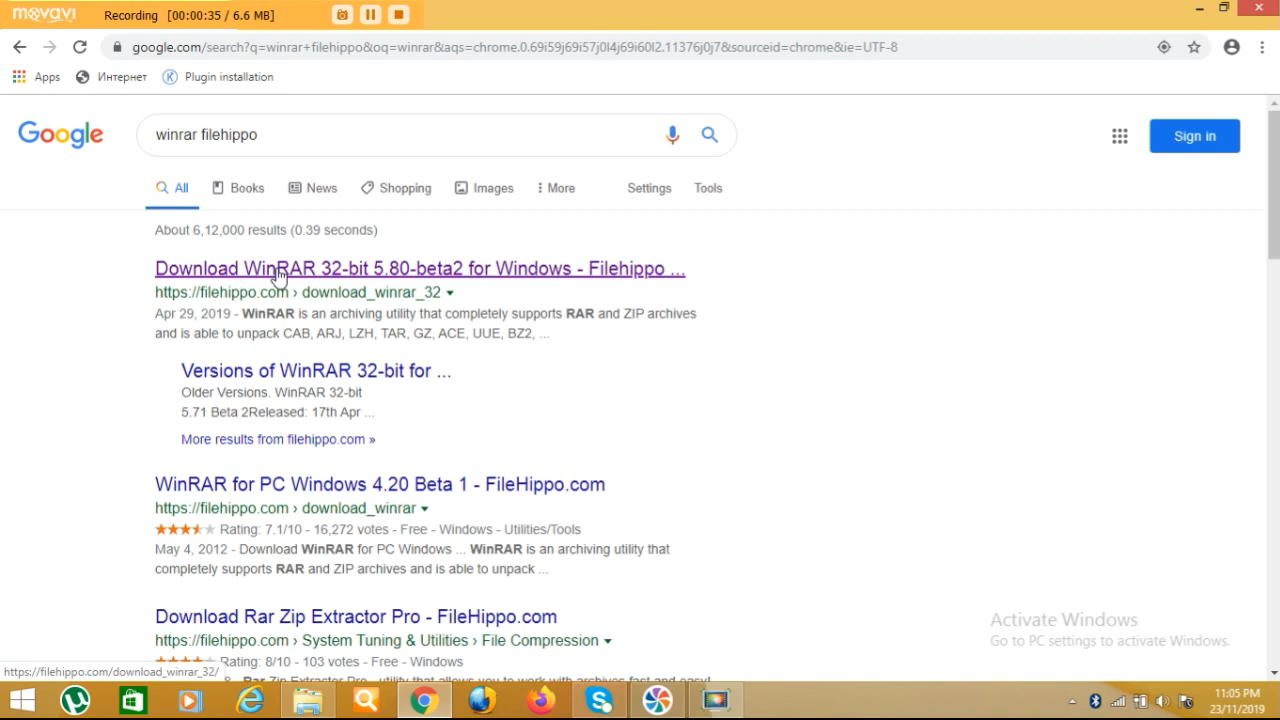 movavi Recording [00:00:35 / 6.6 MB]
google.com/search?q=winrar+filehippo&oq=winrar&aqs=chrome.0.69i59j69i57j0l4j69i60l2.11376j0j7&sourceid=chrome&ie=UTF-8
Apps Интернет Plugin installation
Google winrar filehippo Sign in
All Books News Shopping Images More Settings Tools
About 6,12,000 results (0.39 seconds)
Download WinRAR 32-bit 5.80-beta2 for Windows - Filehippo ...
https://filehippo.com › download_winrar_32
Apr 29, 2019 - WinRAR is an archiving utility that completely supports RAR and ZIP archives
and is able to unpack CAB, ARJ, LZH, TAR, GZ, ACE, UUE, BZ2, ...
Versions of WinRAR 32-bit for ...
Older Versions. WinRAR 32-bit
5.71 Beta 2Released: 17th Apr ...
More results from filehippo.com »
WinRAR for PC Windows 4.20 Beta 1 - FileHippo.com
https://filehippo.com › download_winrar
Rating: 7.1/10 - 16,272 votes - Free - Windows - Utilities/Tools
May 4, 2012 - Download WinRAR for PC Windows ... WinRAR is an archiving utility that
completely supports RAR and ZIP archives and is able to unpack ...
Download Rar Zip Extractor Pro - FileHippo.com
https://filehippo.com › System Tuning & Utilities › File Compression
Rating: 8/10 - 103 votes - Free - Windows
Activate Windows
Go to PC settings to activate Windows.
https://filehippo.com/download_winrar_32/
11:05 PM
23/11/2019